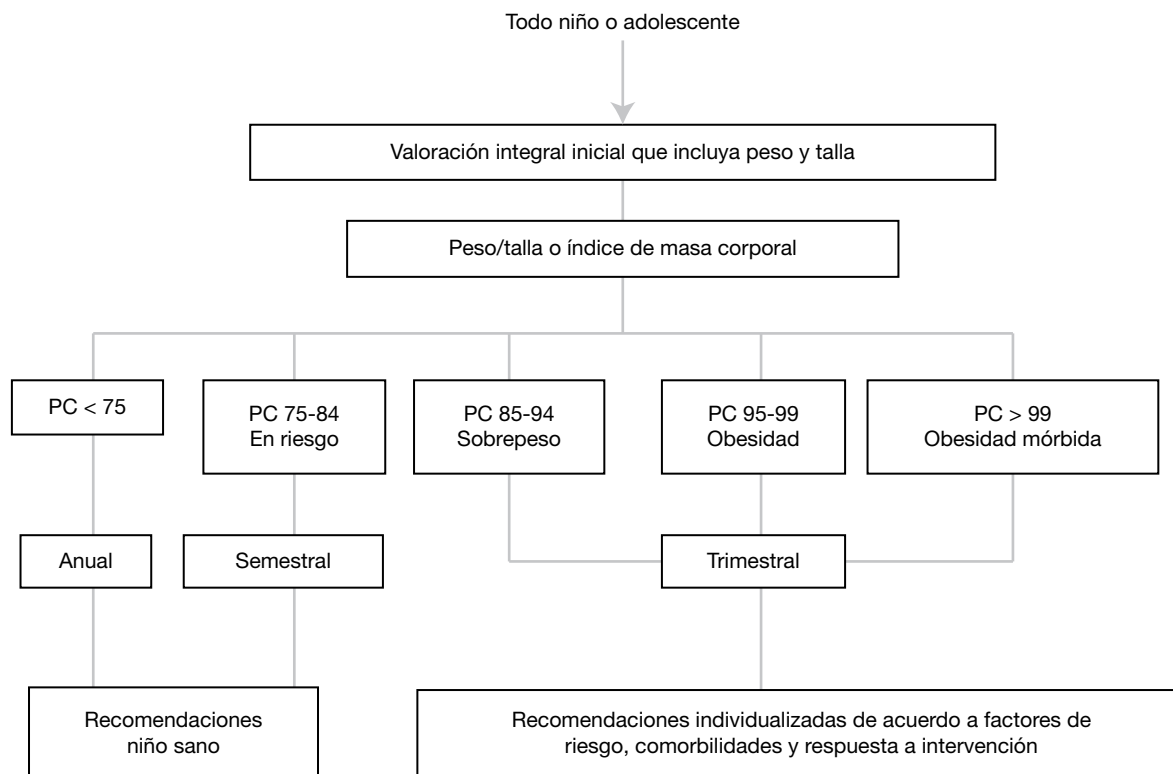 Todo niño o adolescente
Valoración integral inicial que incluya peso y talla
Peso/talla o índice de masa corporal
PC < 75
PC 75-84
En riesgo
PC 85-94
Sobrepeso
PC 95-99
Obesidad
PC > 99
Obesidad mórbida
Anual
Semestral
Trimestral
Recomendaciones
niño sano
Recomendaciones individualizadas de acuerdo a factores de
riesgo, comorbilidades y respuesta a intervención